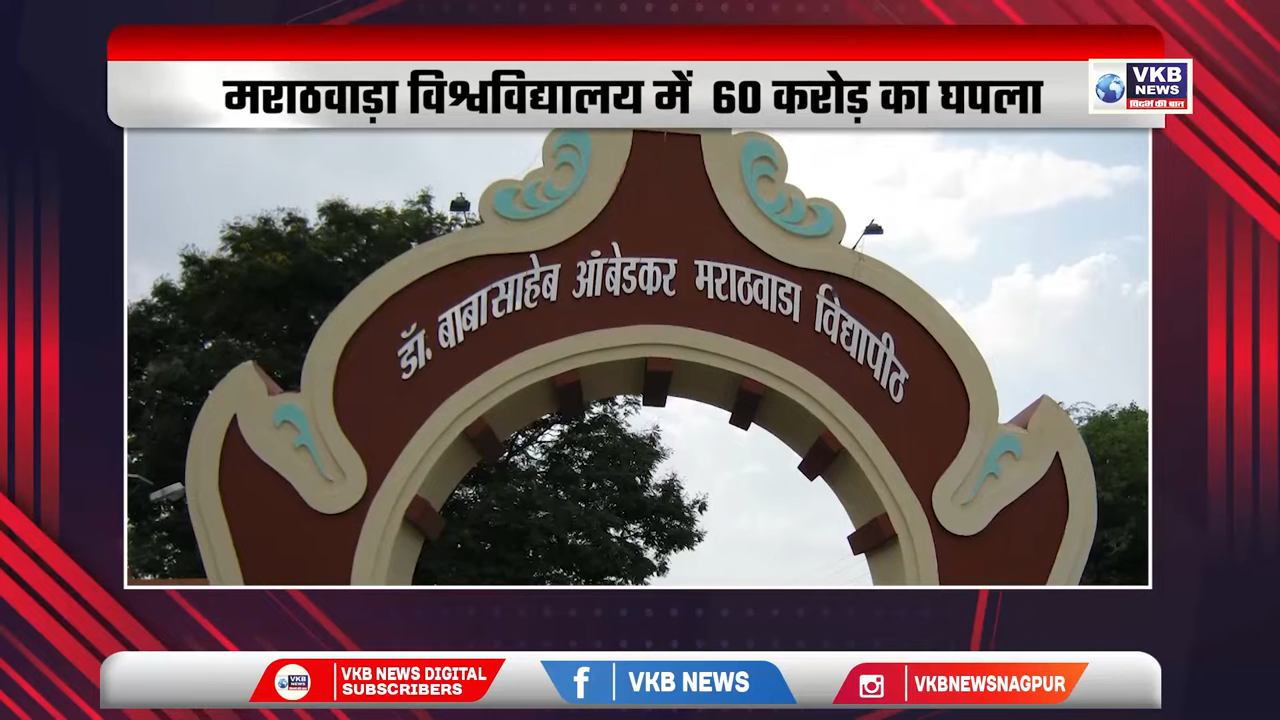 मराठवाड़ा विश्वविद्यालय में 60 करोड़ का घपला
VKB
NEWS
विदर्भ की बात
डॉ. बाबासाहेब आंबेडकर मराठवाडा विद्यापीठ
VKB NEWS DIGITAL
SUBSCRIBERS
VKB NEWS
VKBNEWSNAGPUR